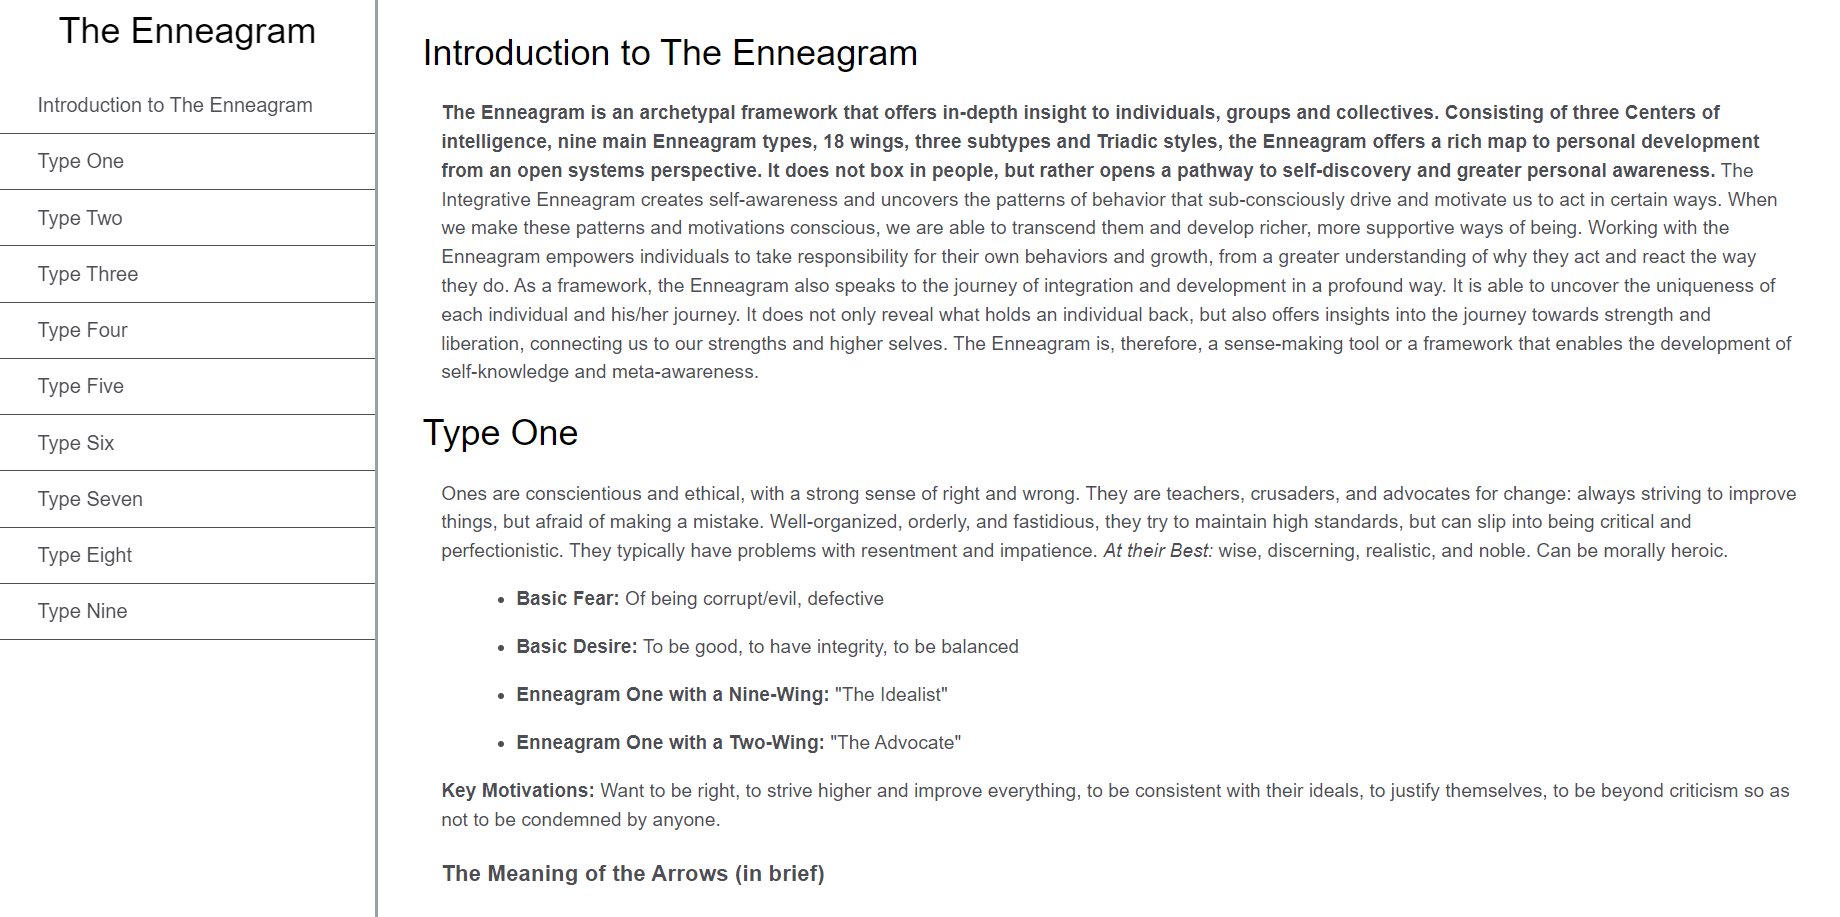 The Enneagram
Introduction to The Enneagram
Type One
Type Two
Type Three
Type Four
Type Five
Type Six
Type Seven
Type Eight
Type Nine
Introduction to The Enneagram
The Enneagram is an archetypal framework that offers in-depth insight to individuals, groups and collectives. Consisting of three Centers of
intelligence, nine main Enneagram types, 18 wings, three subtypes and Triadic styles, the Enneagram offers a rich map to personal development
from an open systems perspective. It does not box in people, but rather opens a pathway to self-discovery and greater personal awareness. The
Integrative Enneagram creates self-awareness and uncovers the patterns of behavior that sub-consciously drive and motivate us to act in certain ways. When
we make these patterns and motivations conscious, we are able to transcend them and develop richer, more supportive ways of being. Working with the
Enneagram empowers individuals to take responsibility for their own behaviors and growth, from a greater understanding of why they act and react the way
they do. As a framework, the Enneagram also speaks to the journey of integration and development in a profound way. It is able to uncover the uniqueness of
each individual and his/her journey. It does not only reveal what holds an individual back, but also offers insights into the journey towards strength and
liberation, connecting us to our strengths and higher selves. The Enneagram is, therefore, a sense-making tool or a framework that enables the development of
self-knowledge and meta-awareness.
Type One
Ones are conscientious and ethical, with a strong sense of right and wrong. They are teachers, crusaders, and advocates for change: always striving to improve
things, but afraid of making a mistake. Well-organized, orderly, and fastidious, they try to maintain high standards, but can slip into being critical and
perfectionistic. They typically have problems with resentment and impatience. At their Best: wise, discerning, realistic, and noble. Can be morally heroic.
• Basic Fear: Of being corrupt/evil, defective
• Basic Desire: To be good, to have integrity, to be balanced
• Enneagram One with a Nine-Wing: "The Idealist"
• Enneagram One with a Two-Wing: "The Advocate"
Key Motivations: Want to be right, to strive higher and improve everything, to be consistent with their ideals, to justify themselves, to be beyond criticism so as
not to be condemned by anyone.
The Meaning of the Arrows (in brief)